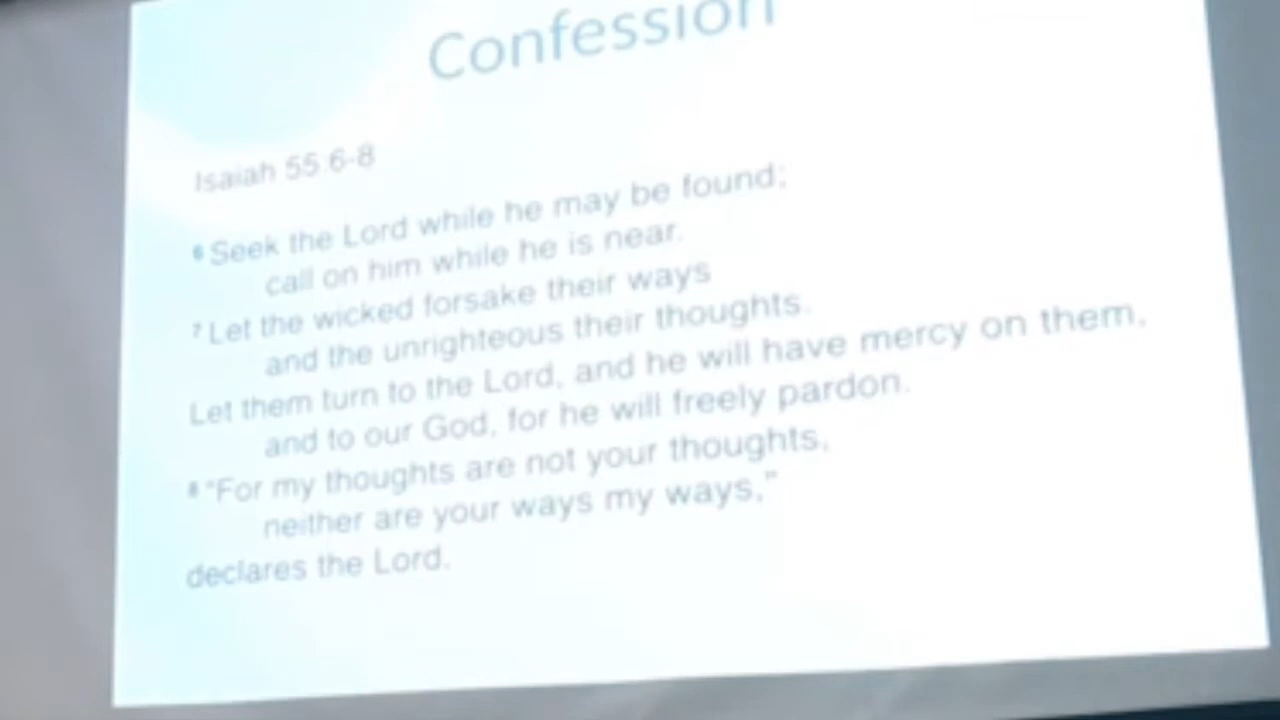 Confession
Isaiah 55:6-8
6 Seek the Lord while he may be found;
call on him while he is near.
7 Let the wicked forsake their ways
and the unrighteous their thoughts.
Let them turn to the Lord, and he will have mercy on them,
and to our God, for he will freely pardon.
8 “For my thoughts are not your thoughts,
neither are your ways my ways,”
declares the Lord.